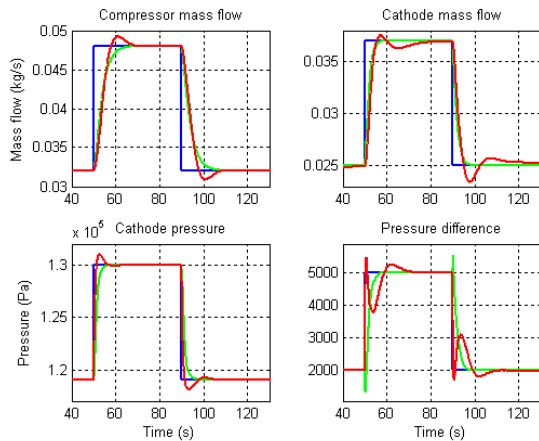 Compressor mass flow
Cathode mass flow
0.05
0.045
0.04
0.035
0.03
Mass flow (kg/s)
40 60 80 100 120
0.035
0.03
0.025
40 60 80 100 120
x 10^5
Cathode pressure
Pressure difference
1.3
1.25
1.2
Pressure (Pa)
40 60 80 100 120
Time (s)
5000
4000
3000
2000
40 60 80 100 120
Time (s)